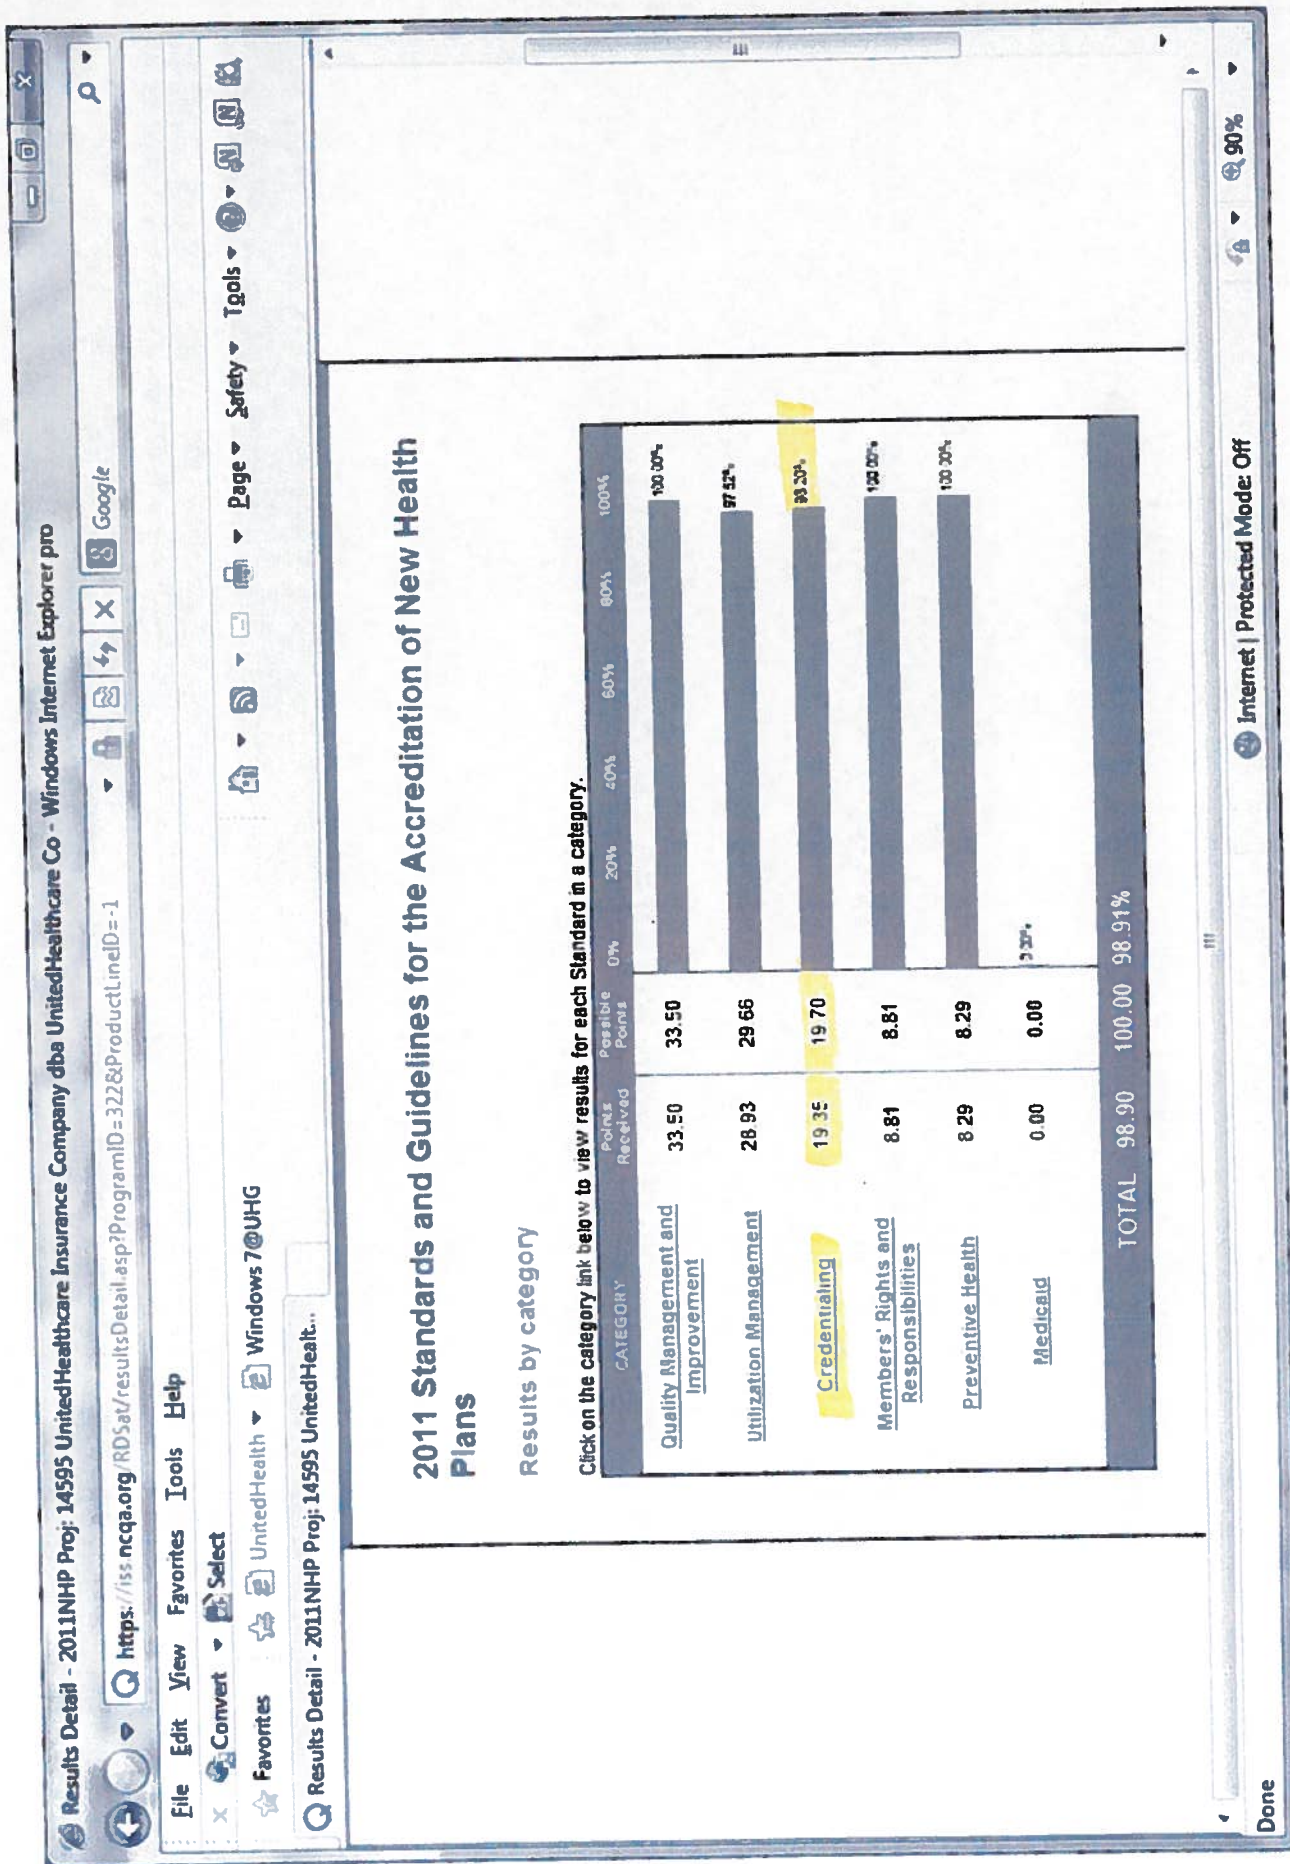 Results Detail - 2011NHP Proj: 14595 UnitedHealthcare Insurance Company dba UnitedHealthcare Co - Windows Internet Explorer pro
https://iss.ncqa.org/RDSat/resultsDetail.asp?ProgramID=322&ProductLineID=-1
Google
File Edit View Favorites Tools Help
Convert Select
Favorites UnitedHealth Windows 7@UHG Page Safety Tools
Results Detail - 2011NHP Proj: 14595 UnitedHealt...
2011 Standards and Guidelines for the Accreditation of New Health
Plans
Results by category
Click on the category link below to view results for each Standard in a category.
CATEGORY Points Received Possible Points 0% 20% 40% 60% 80% 100%
Quality Management and Improvement 33.50 33.50 100.00%
Utilization Management 28.93 29.66 97.52%
Credentialing 19.35 19.70 98.20%
Members' Rights and Responsibilities 8.81 8.81 100.00%
Preventive Health 8.29 8.29 100.00%
Medicaid 0.00 0.00 0.00%
TOTAL 98.90 100.00 98.91%
Done Internet | Protected Mode: Off 90%